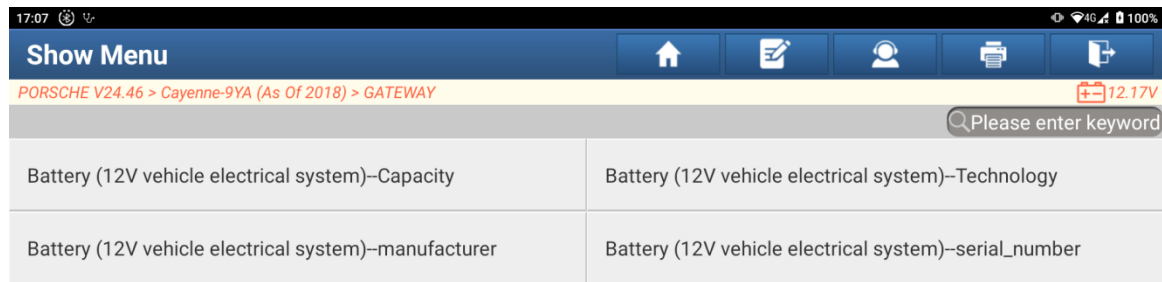 17:07 4G 100%
Show Menu
PORSCHE V24.46 > Cayenne-9YA (As Of 2018) > GATEWAY 12.17V
Please enter keyword
Battery (12V vehicle electrical system)--Capacity Battery (12V vehicle electrical system)--Technology
Battery (12V vehicle electrical system)--manufacturer Battery (12V vehicle electrical system)--serial_number